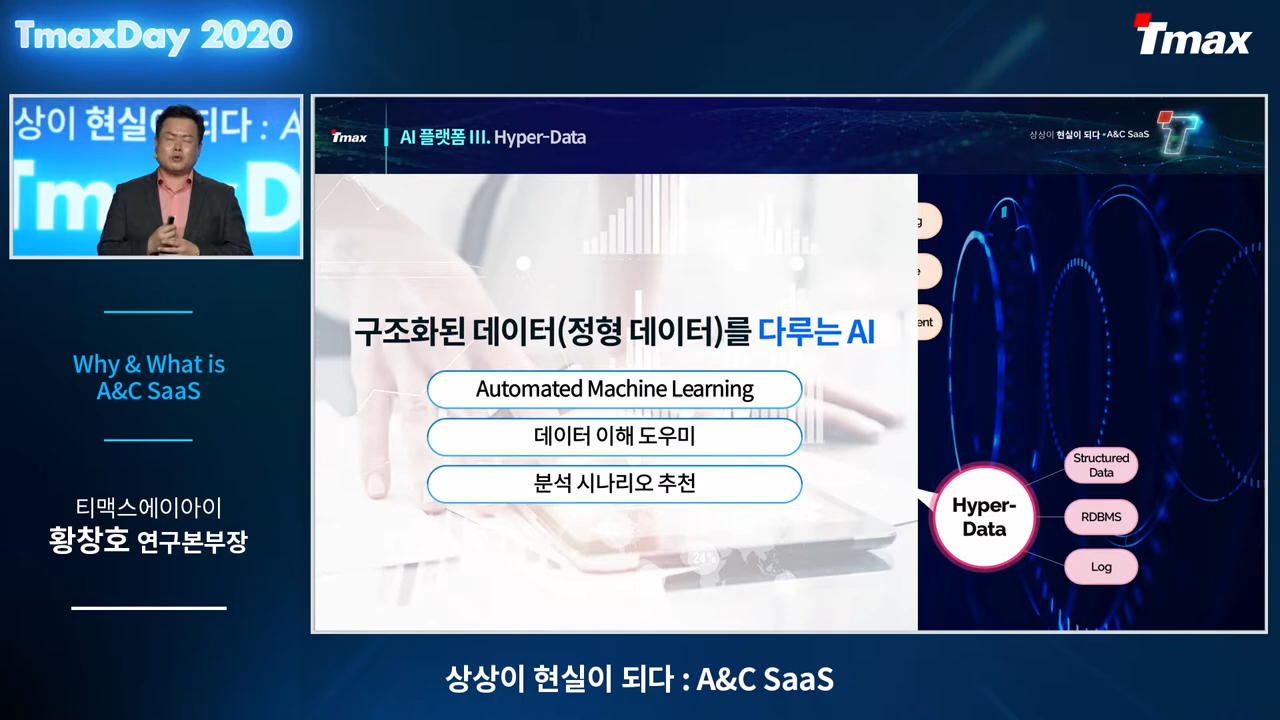 TmaxDay 2020
Tmax
상상이 현실이 되다 : A
Tm D
Why & What is
A&C SaaS
티맥스에이아이
황창호 연구본부장
Tmax
AI 플랫폼 III. Hyper-Data
상상이 현실이 되다 • A&C SaaS
구조화된 데이터(정형 데이터)를 다루는 AI
Automated Machine Learning
데이터 이해 도우미
분석 시나리오 추천
24%
g
e
ent
Hyper-
Data
Structured
Data
RDBMS
Log
상상이 현실이 되다 : A&C SaaS